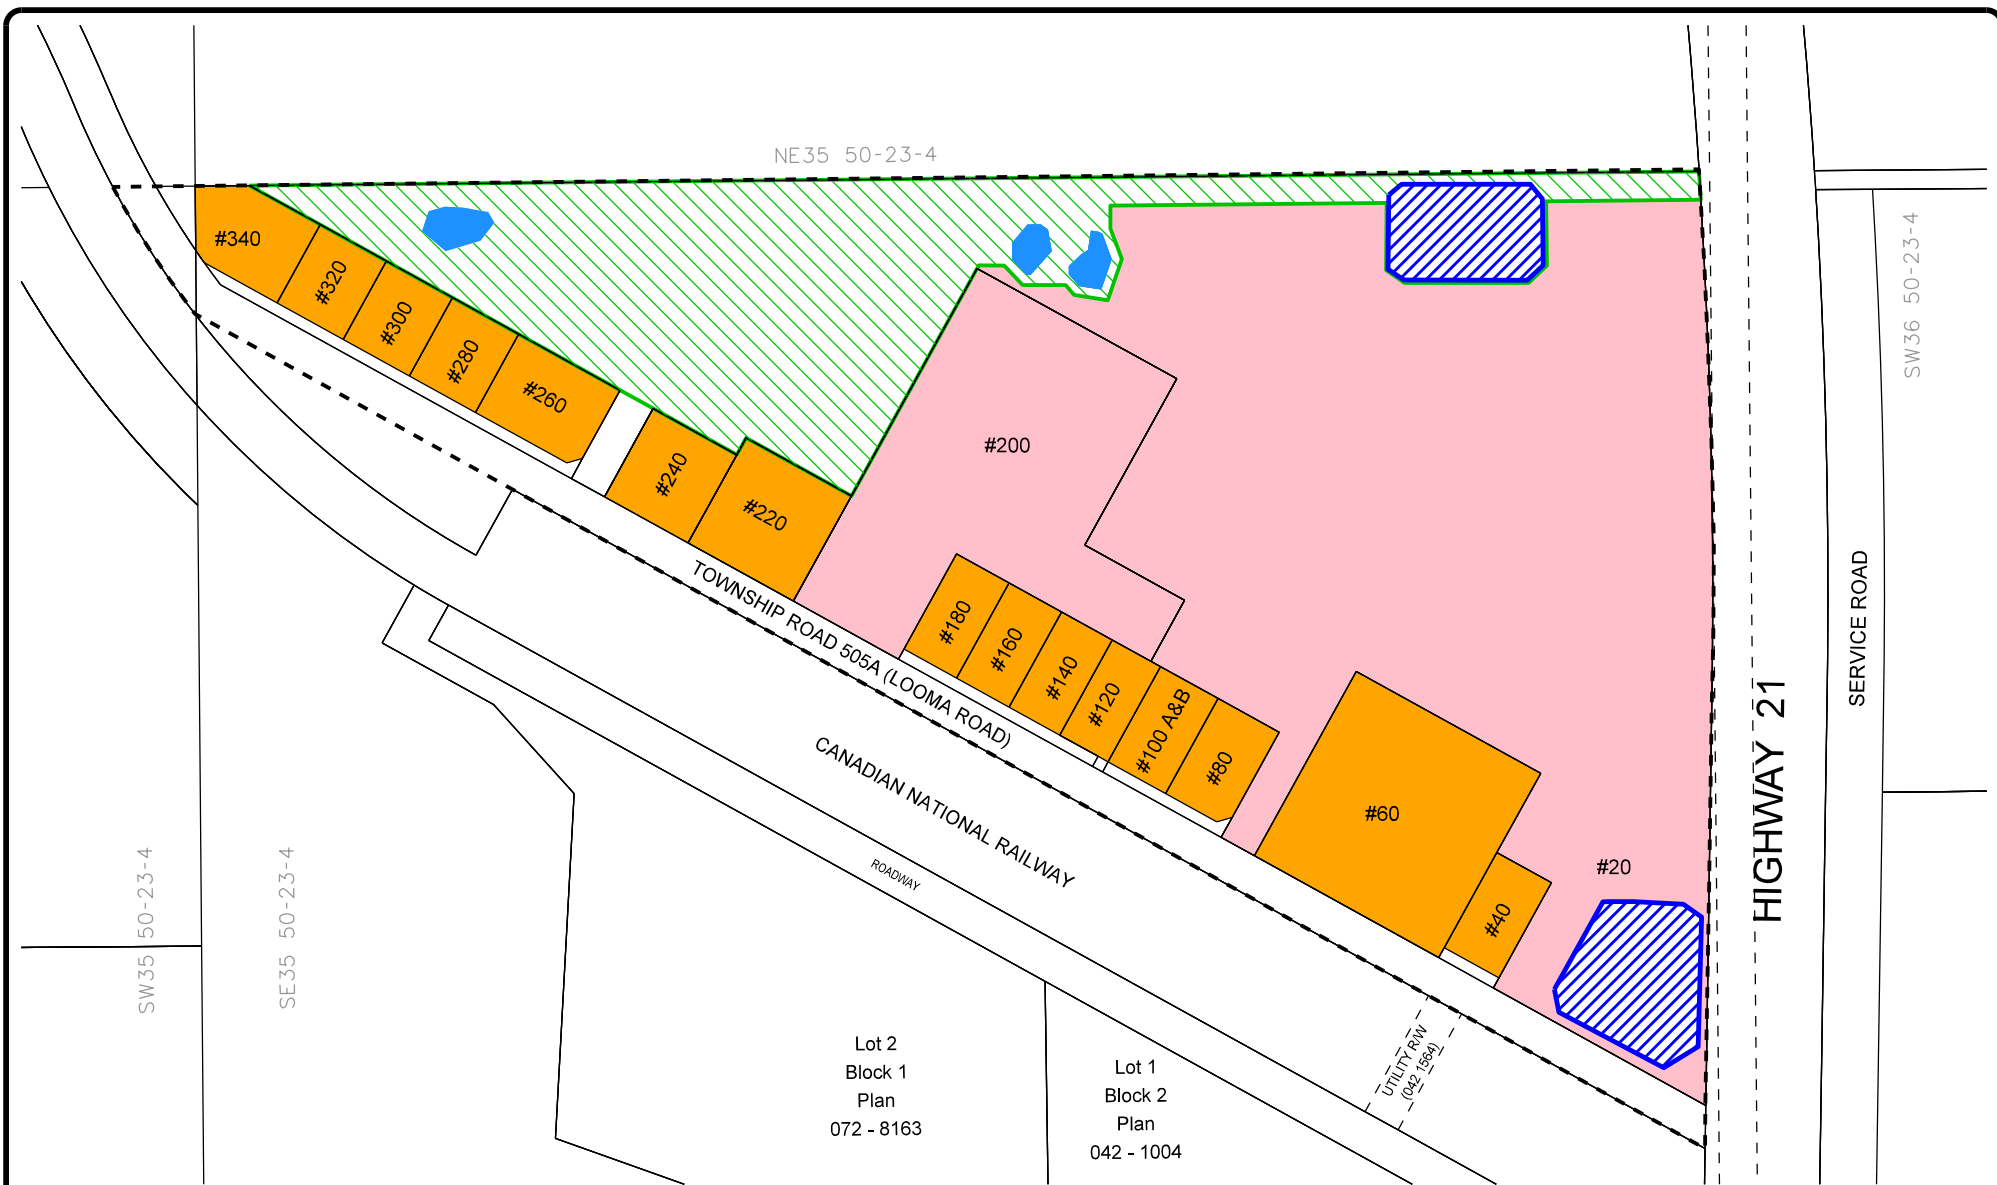 NE35 50-23-4
#340
#320
#300
#280
#260
#240
#220
#200
#180
#160
#140
#120
#100 A&B
#80
#60
#40
#20
TOWNSHIP ROAD 505A (LOOMA ROAD)
CANADIAN NATIONAL RAILWAY
ROADWAY
HIGHWAY 21
SERVICE ROAD
SW36 50-23-4
SW35 50-23-4
SE35 50-23-4
UTILITY R/W
(042 1564)
Lot 2
Block 1
Plan
072 - 8163
Lot 1
Block 2
Plan
042 - 1004